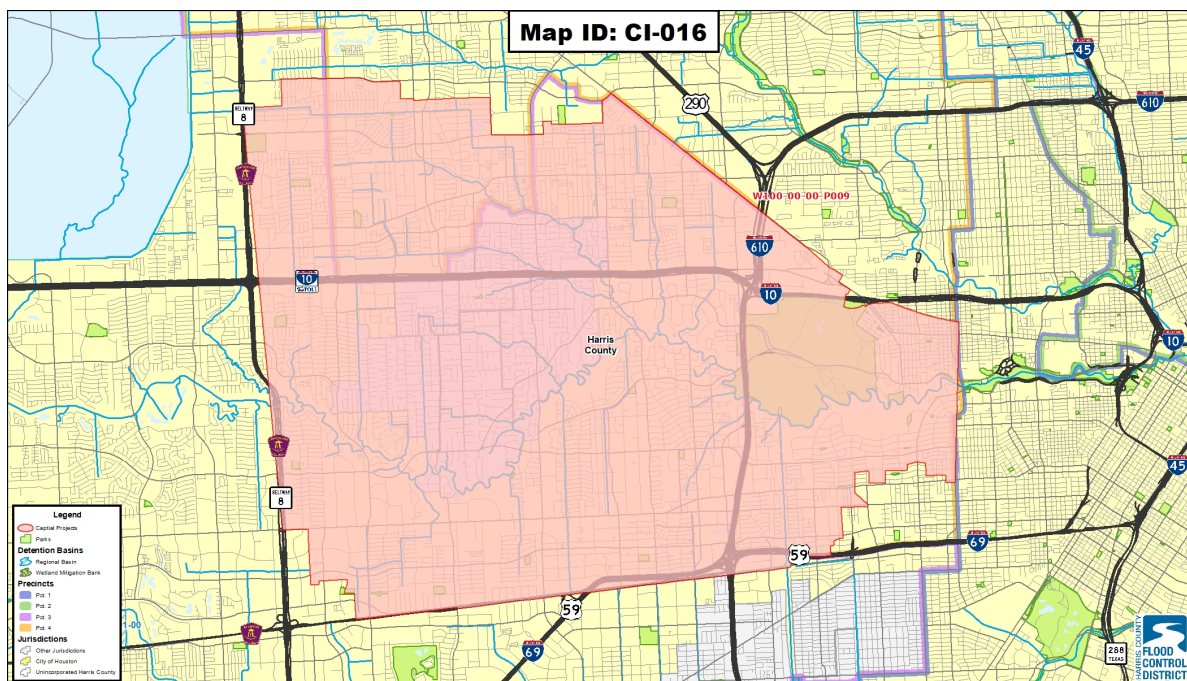 Map ID: CI-016
45
290
610
BELTWAY
8
W100-00-00-P009
610
10
10
Harris
County
10
45
BELTWAY
8
59
69
59
69
288
TEXAS
1-00
Legend
Captial Projects
Parks
Detention Basins
Regional Basin
Wetland Mitigation Bank
Precincts
Pct. 1
Pct. 2
Pct. 3
Pct. 4
Jurisdictions
Other Jurisdictions
City of Houston
Unincorporated Harris County
HARRIS COUNTY
FLOOD
CONTROL
DISTRICT